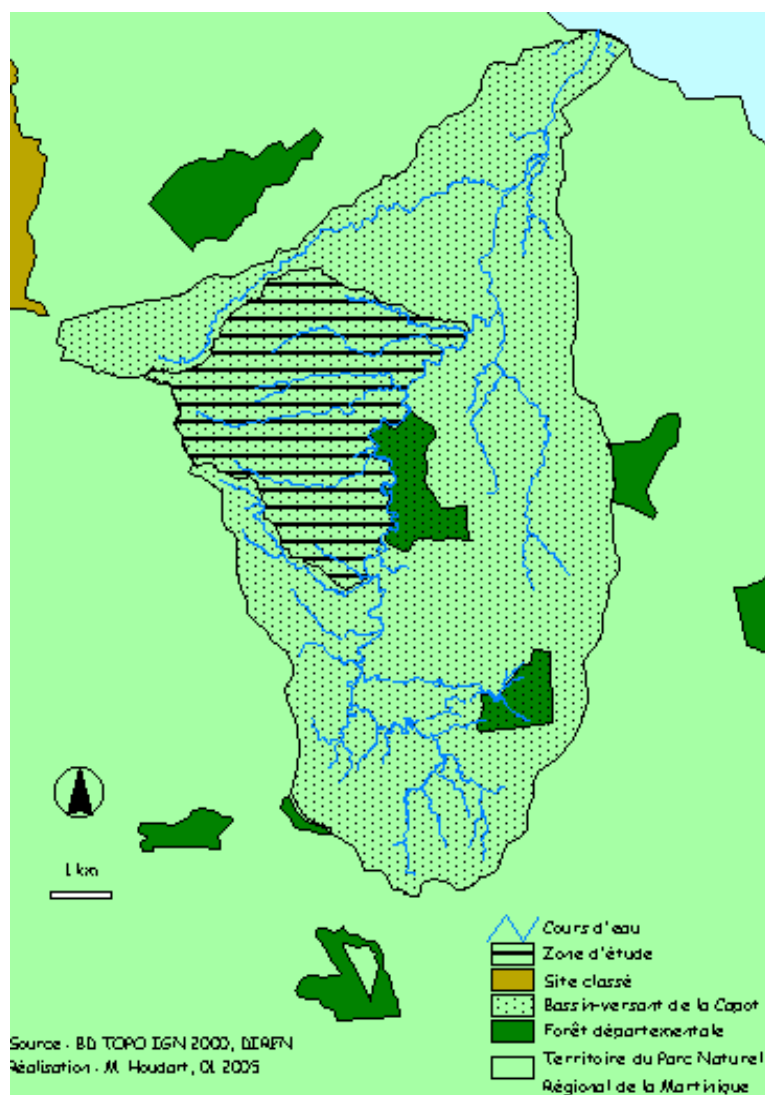 1 km
Cours d'eau
Zone d'étude
Site classé
Bassin-versant de la Capot
Forêt départementale
Territoire du Parc Naturel
Régional de la Martinique
Source - BD TOPO IGN 2000, DIREN
Réalisation - M. Houdart, 01 2005